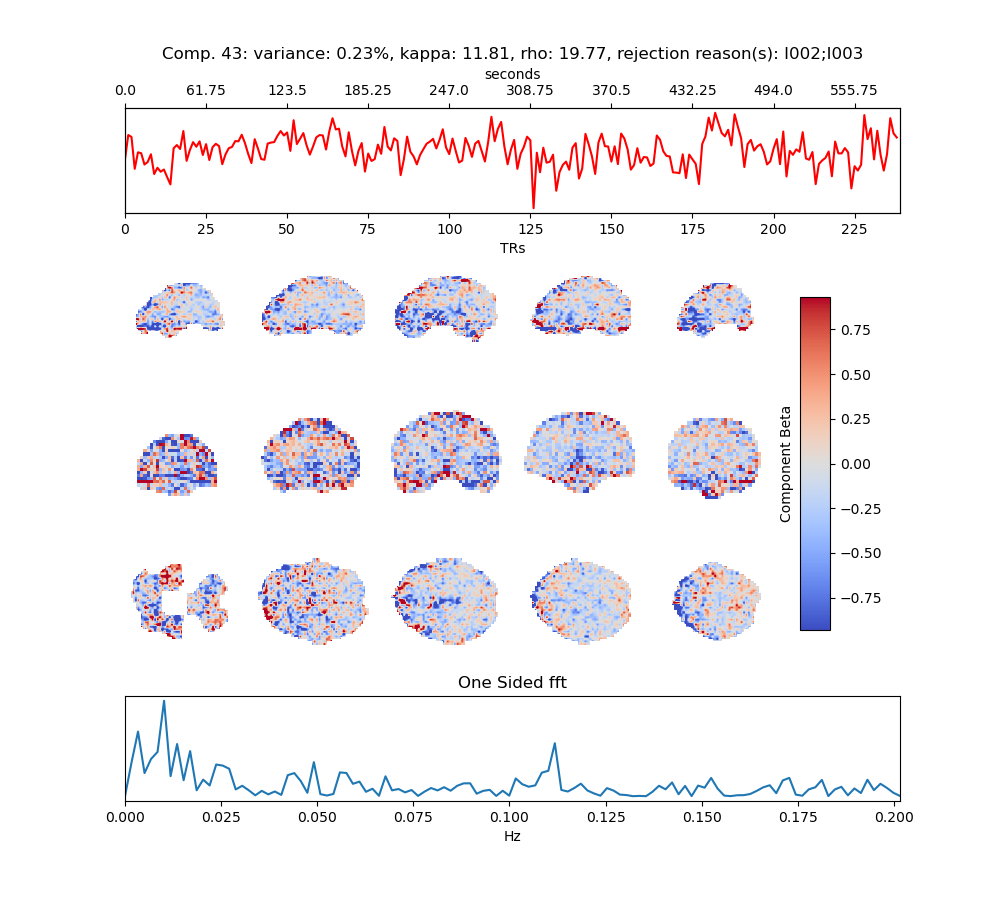 Comp. 43: variance: 0.23%, kappa: 11.81, rho: 19.77, rejection reason(s): I002;I003
seconds
0.0 61.75 123.5 185.25 247.0 308.75 370.5 432.25 494.0 555.75
0 25 50 75 100 125 150 175 200 225
TRs
0.75
0.50
0.25
0.00
−0.25
−0.50
−0.75
Component Beta
One Sided fft
0.000 0.025 0.050 0.075 0.100 0.125 0.150 0.175 0.200
Hz